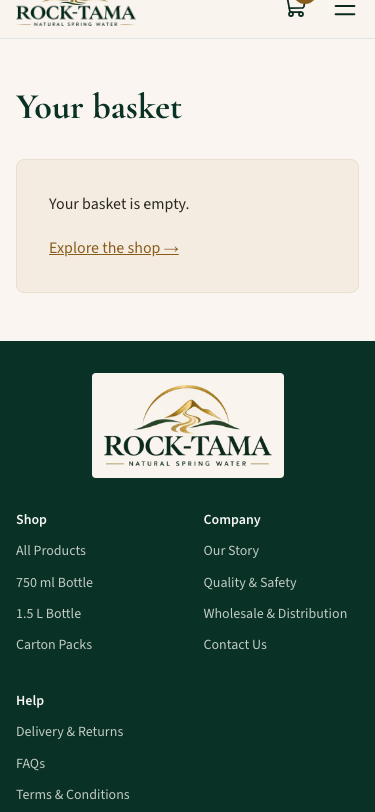 ROCK-TAMA
NATURAL SPRING WATER
Your basket
Your basket is empty.
Explore the shop →
ROCK-TAMA
NATURAL SPRING WATER
Shop
All Products
750 ml Bottle
1.5 L Bottle
Carton Packs
Company
Our Story
Quality & Safety
Wholesale & Distribution
Contact Us
Help
Delivery & Returns
FAQs
Terms & Conditions